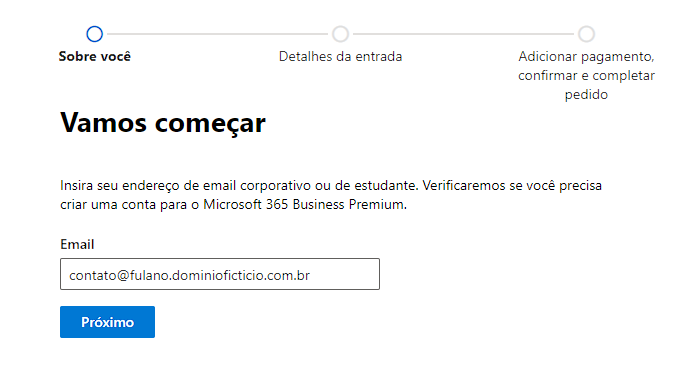 Sobre você
Detalhes da entrada
Adicionar pagamento,
confirmar e completar
pedido
Vamos começar
Insira seu endereço de email corporativo ou de estudante. Verificaremos se você precisa
criar uma conta para o Microsoft 365 Business Premium.
Email
contato@fulano.dominioficticio.com.br
Próximo